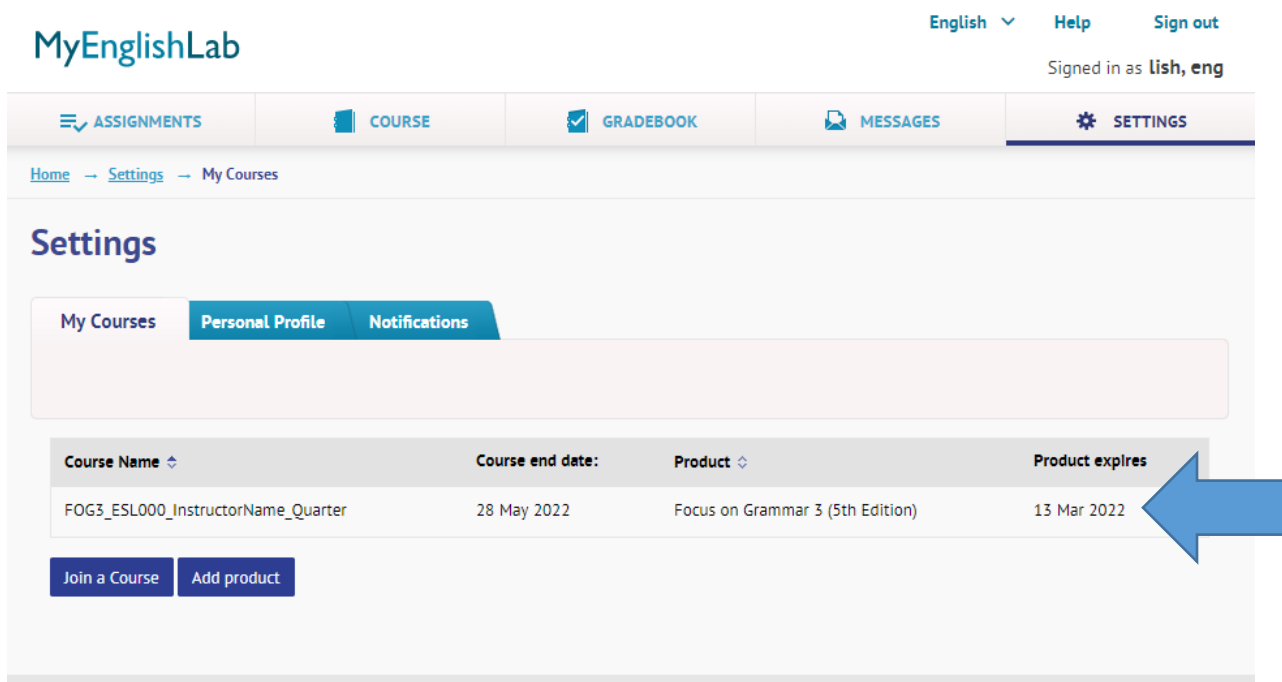 English Help Sign out
MyEnglishLab
Signed in as lish, eng
ASSIGNMENTS COURSE GRADEBOOK MESSAGES SETTINGS
Home → Settings → My Courses
Settings
My Courses Personal Profile Notifications
Course Name Course end date: Product Product expires
FOG3_ESL000_InstructorName_Quarter 28 May 2022 Focus on Grammar 3 (5th Edition) 13 Mar 2022
Join a Course Add product